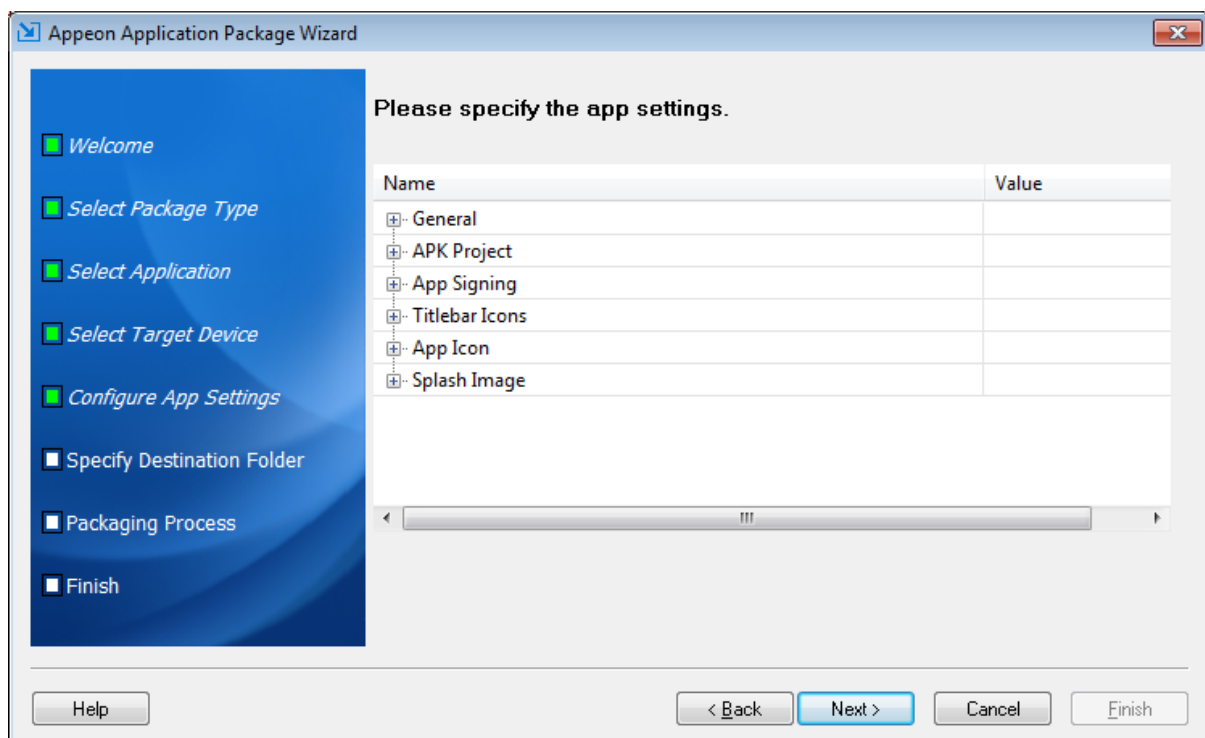 Appeon Application Package Wizard
Welcome
Select Package Type
Select Application
Select Target Device
Configure App Settings
Specify Destination Folder
Packaging Process
Finish
Please specify the app settings.
Name Value
General
APK Project
App Signing
Titlebar Icons
App Icon
Splash Image
Help < Back Next > Cancel Finish